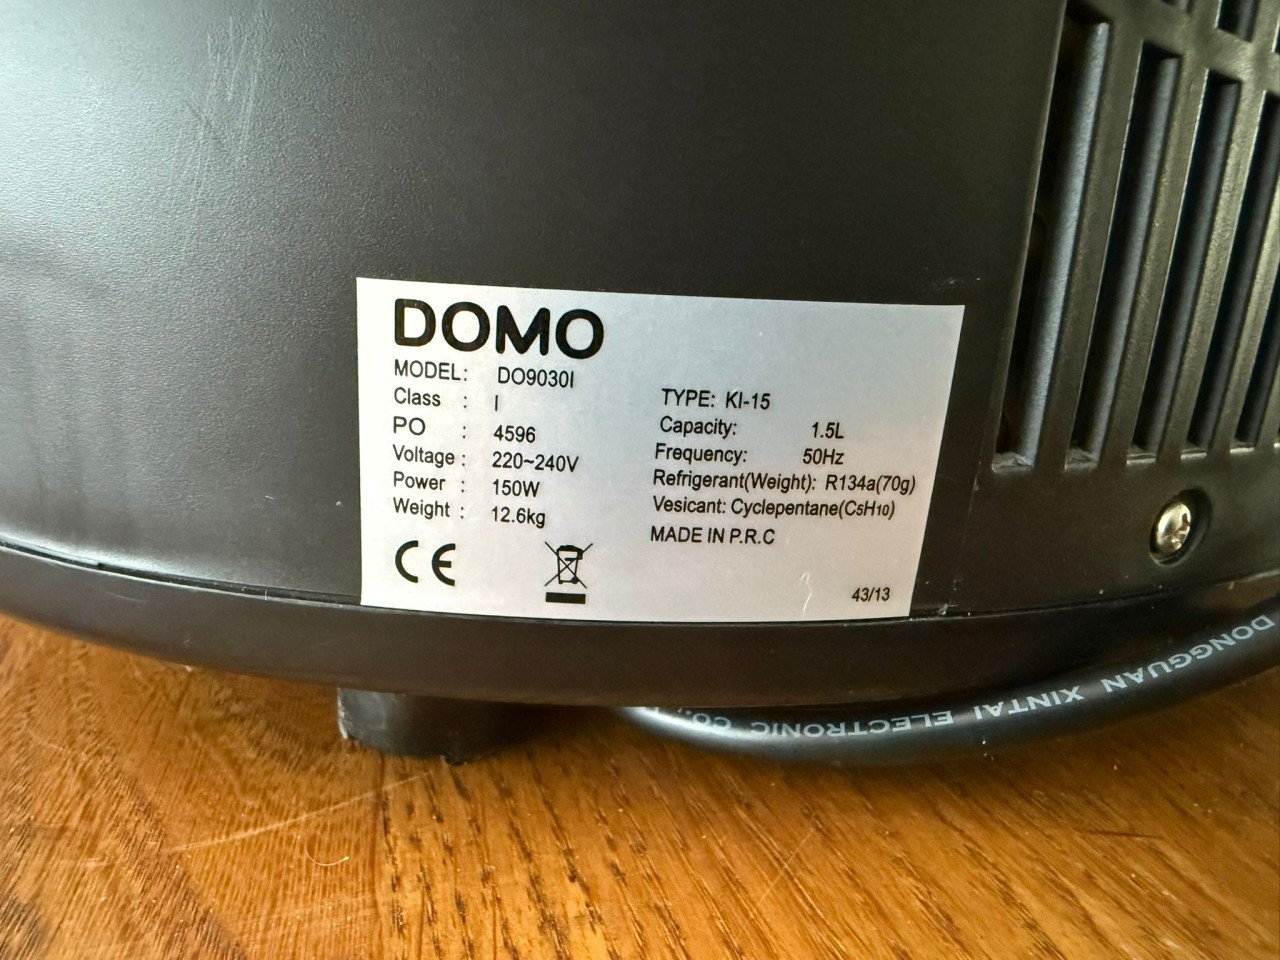 DOMO
MODEL: DO9030I
Class : I
PO : 4596
Voltage : 220~240V
Power : 150W
Weight : 12.6kg
TYPE: KI-15
Capacity: 1.5L
Frequency: 50Hz
Refrigerant(Weight): R134a(70g)
Vesicant: Cyclepentane(C5H10)
MADE IN P.R.C
CE
43/13
DONGGUAN XINTAI ELECTRONIC CO.,